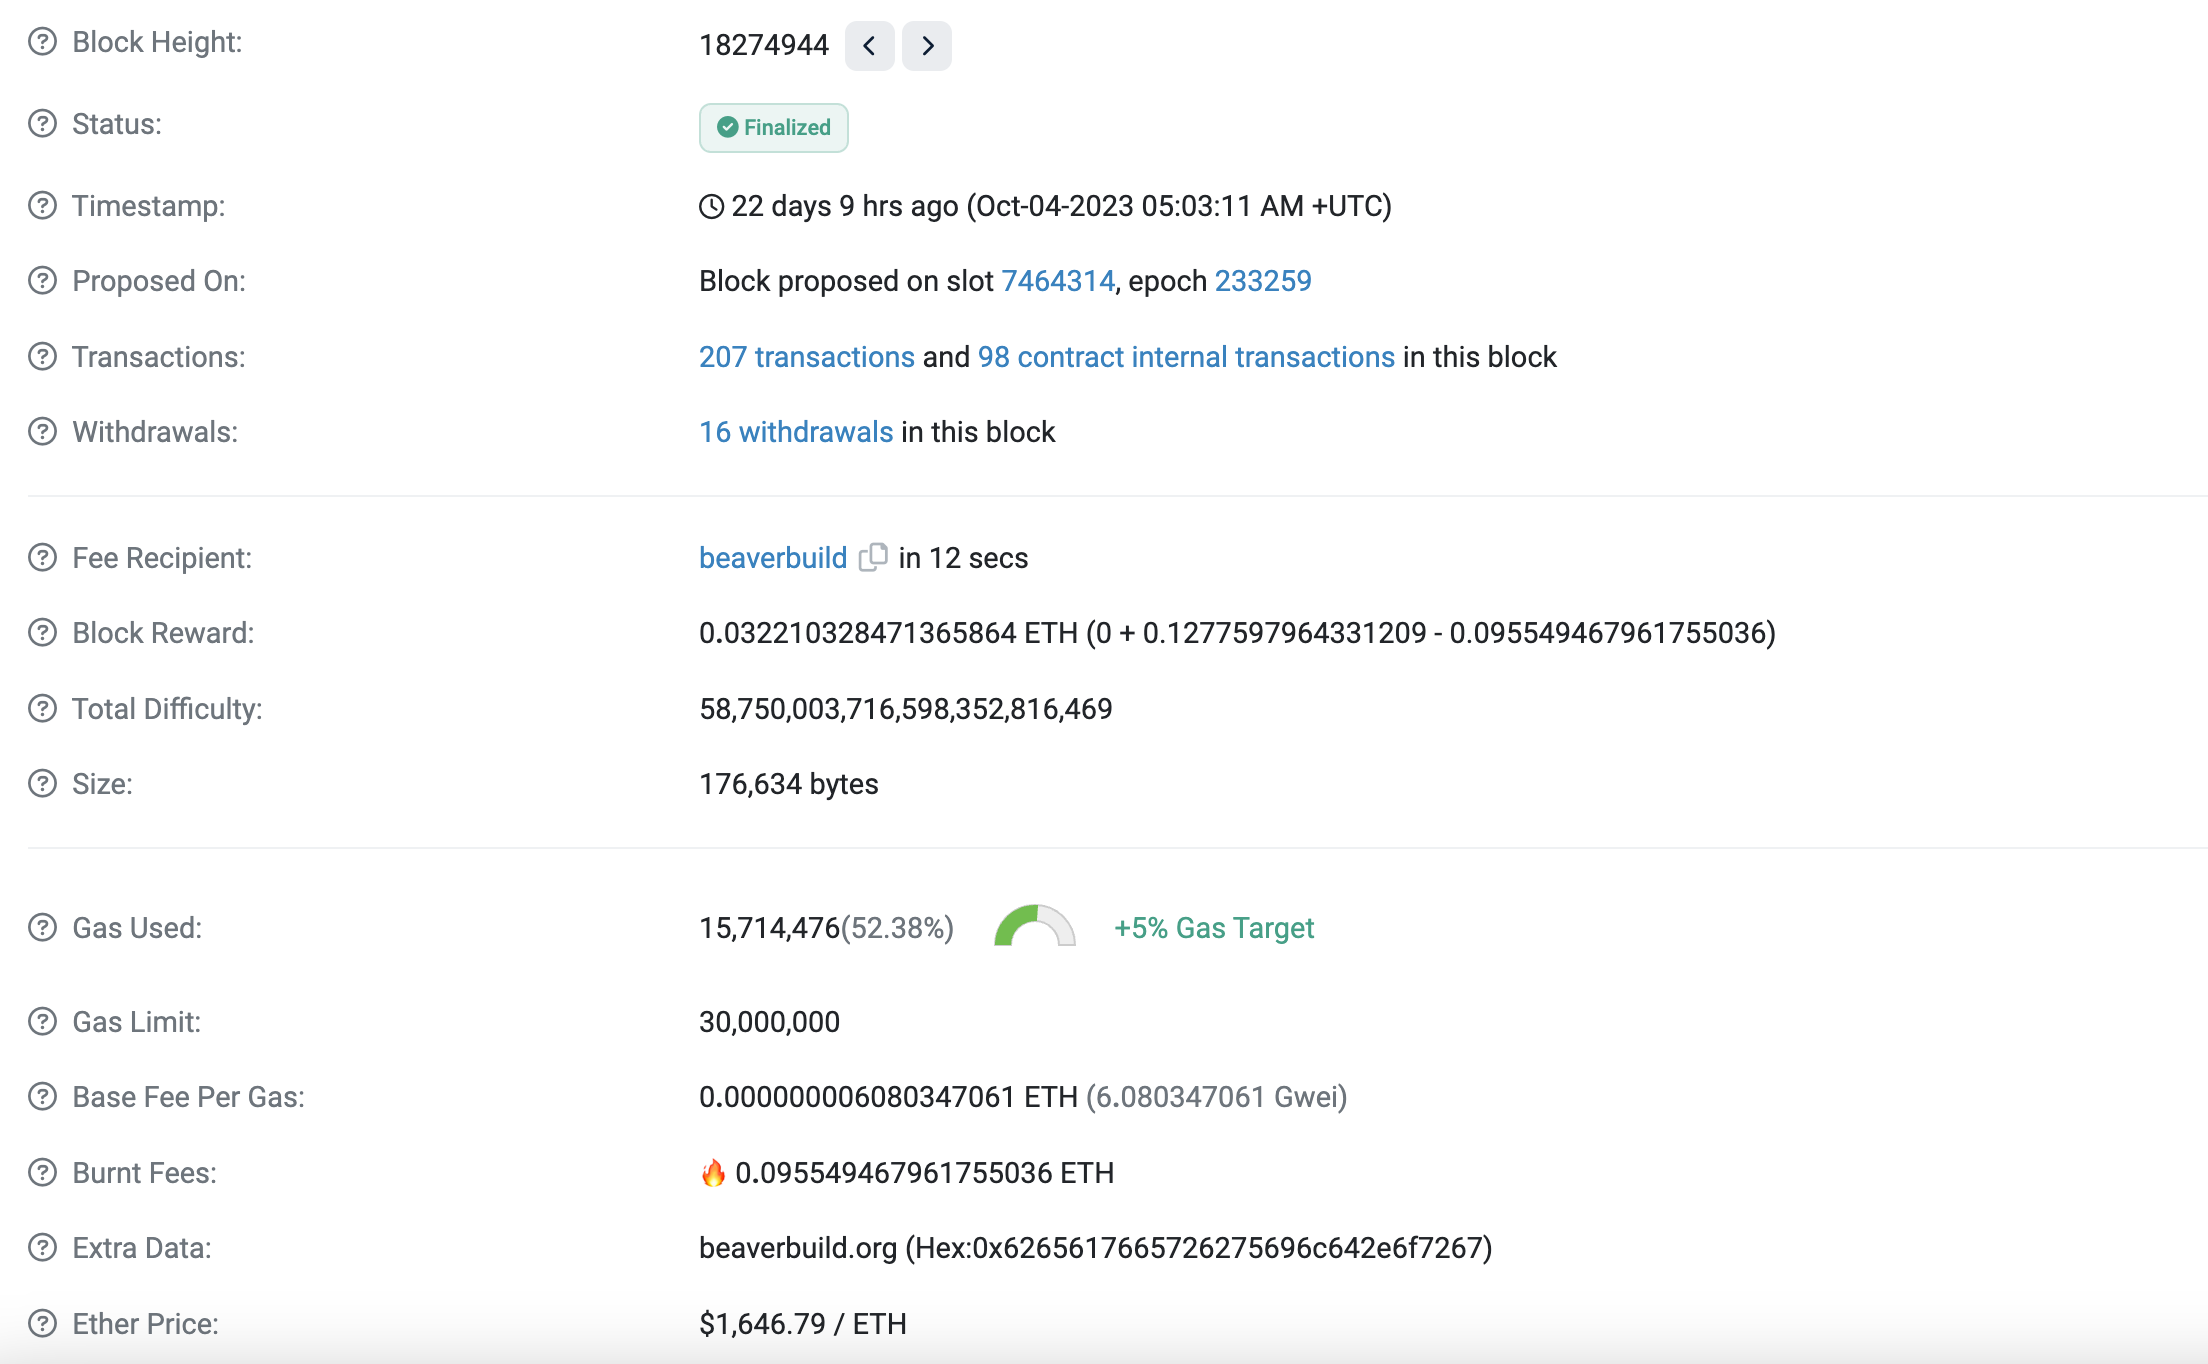 Block Height: 18274944
Status: Finalized
Timestamp: 22 days 9 hrs ago (Oct-04-2023 05:03:11 AM +UTC)
Proposed On: Block proposed on slot 7464314, epoch 233259
Transactions: 207 transactions and 98 contract internal transactions in this block
Withdrawals: 16 withdrawals in this block
Fee Recipient: beaverbuild in 12 secs
Block Reward: 0.032210328471365864 ETH (0 + 0.1277597964331209 - 0.095549467961755036)
Total Difficulty: 58,750,003,716,598,352,816,469
Size: 176,634 bytes
Gas Used: 15,714,476(52.38%) +5% Gas Target
Gas Limit: 30,000,000
Base Fee Per Gas: 0.000000006080347061 ETH (6.080347061 Gwei)
Burnt Fees: 🔥 0.095549467961755036 ETH
Extra Data: beaverbuild.org (Hex:0x6265617665726275696c642e6f7267)
Ether Price: $1,646.79 / ETH